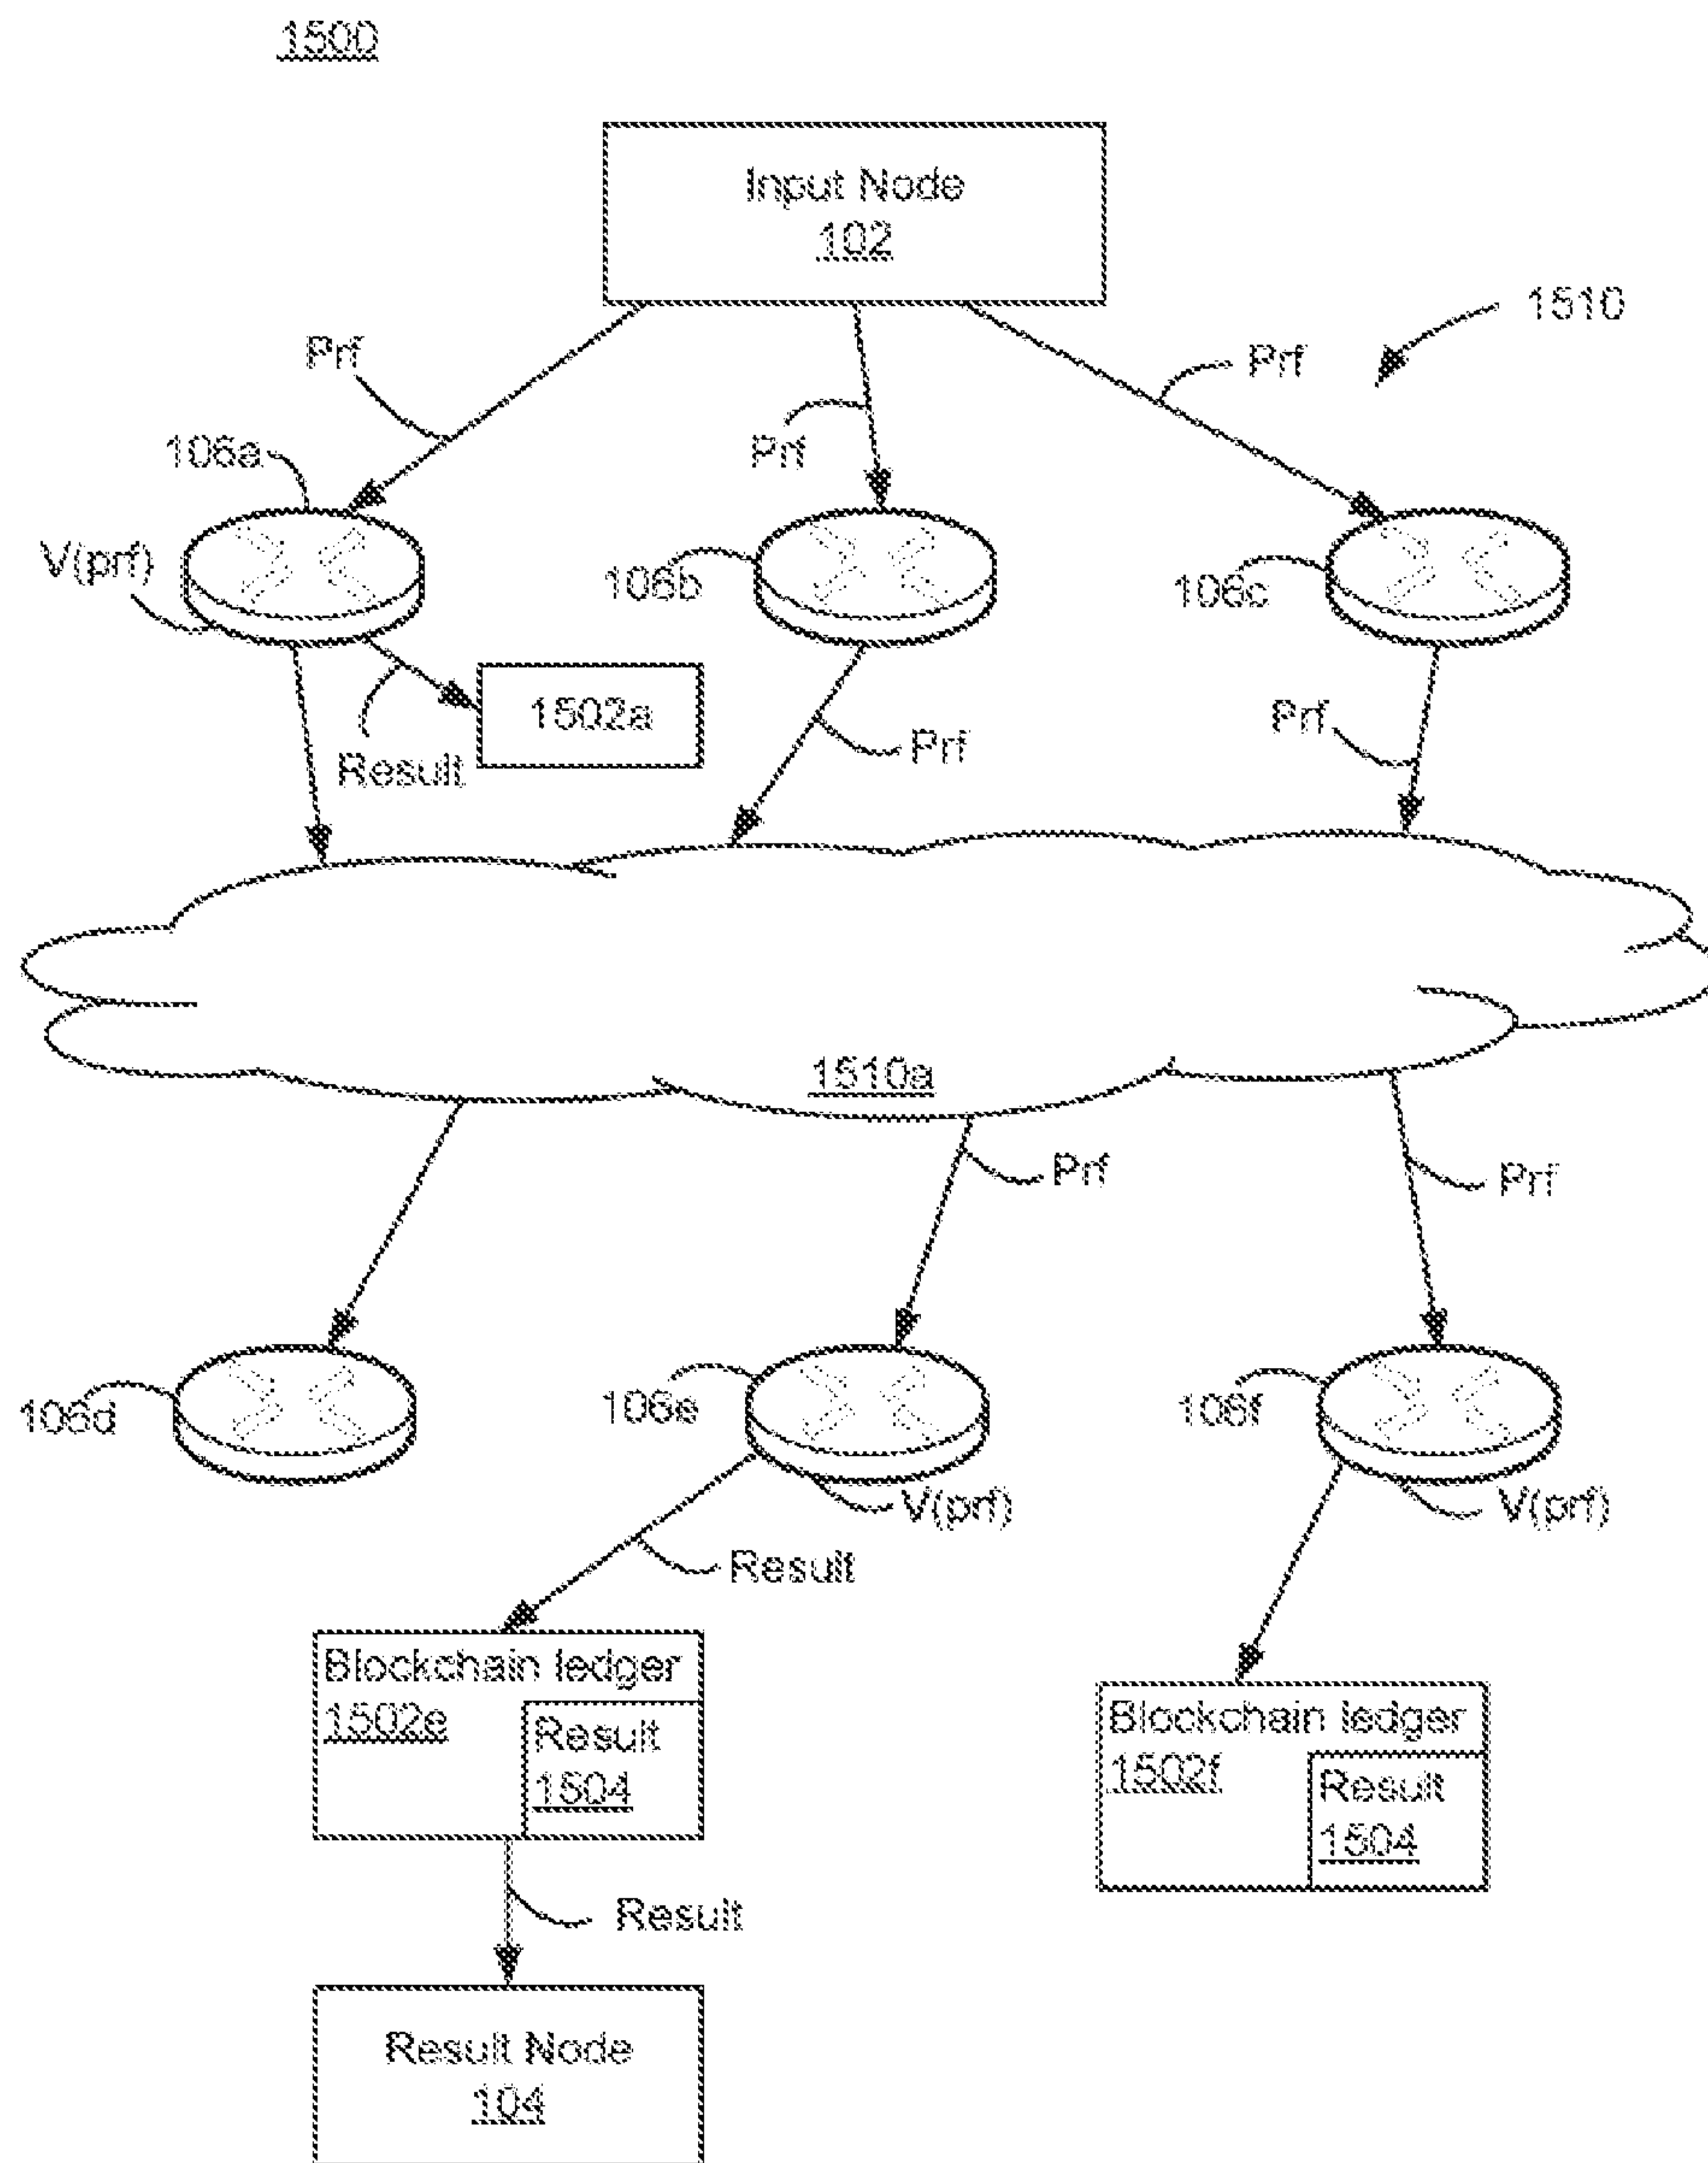 1500
Input Node
102
1510
Prf
Prf
Prf
106a
V(prf)
106b
106c
1502a
Result
Prf
Prf
1510a
Prf
Prf
106d
106e
106f
V(prf)
V(prf)
Result
Blockchain ledger
1502e
Result
1504
Blockchain ledger
1502f
Result
1504
Result
Result Node
104